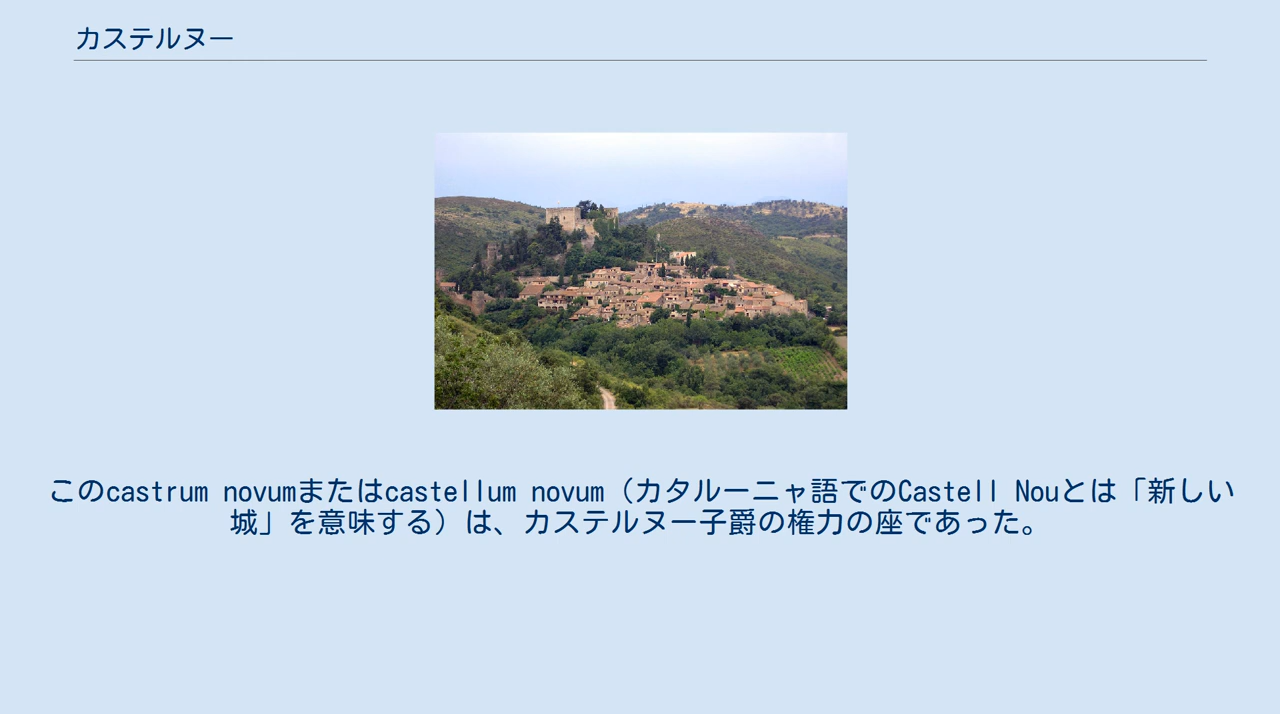 カステルヌー
このcastrum novumまたはcastellum novum（カタルーニャ語でのCastell Nouとは「新しい
城」を意味する）は、カステルヌー子爵の権力の座であった。